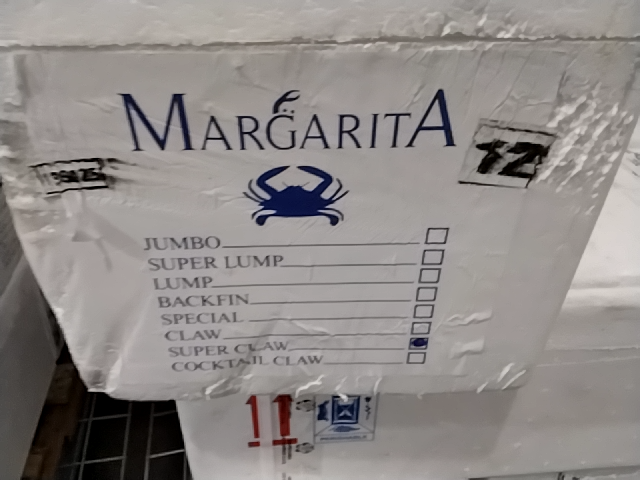 MARGARITA
12
JUMBO
SUPER LUMP
LUMP
BACKFIN
SPECIAL
CLAW
SUPER CLAW
COCKTAIL CLAW